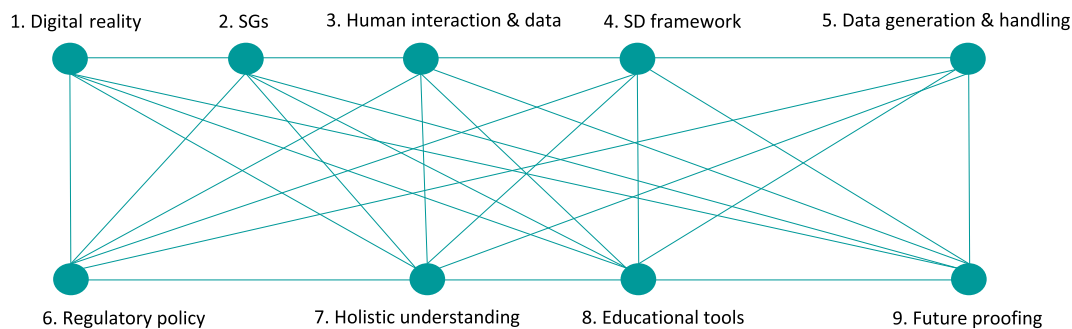 1. Digital reality
2. SGs
3. Human interaction & data
4. SD framework
5. Data generation & handling
6. Regulatory policy
7. Holistic understanding
8. Educational tools
9. Future proofing